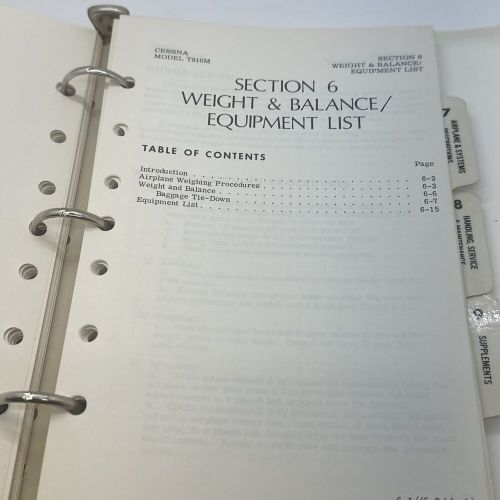 CESSNA
MODEL T210M
SECTION 6
WEIGHT & BALANCE/
EQUIPMENT LIST
SECTION 6
WEIGHT & BALANCE/
EQUIPMENT LIST
TABLE OF CONTENTS
Page
Introduction . . . . . . . . . . . . . . . . . . . . 6-3
Airplane Weighing Procedures . . . . . . . . . . . . . . . 6-3
Weight and Balance . . . . . . . . . . . . . . . . . . . . 6-6
Baggage Tie-Down . . . . . . . . . . . . . . . . . . . . 6-7
Equipment List . . . . . . . . . . . . . . . . . . . . 6-15
7
AIRPLANE & SYSTEMS
DESCRIPTIONS
8
HANDLING, SERVICE
& MAINTENANCE
9
SUPPLEMENTS